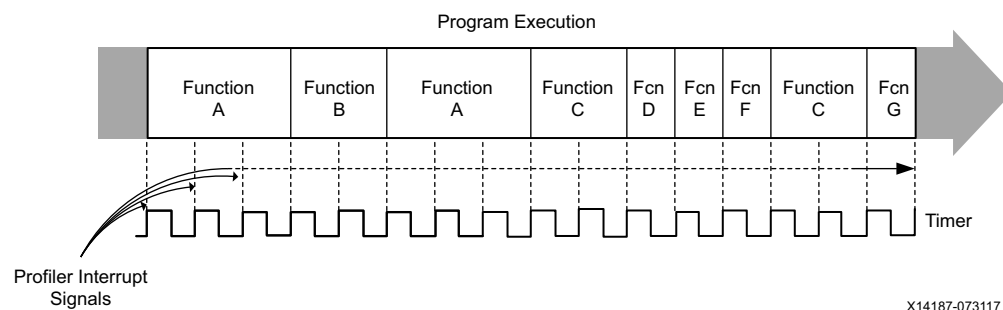 Program Execution
Function A
Function B
Function A
Function C
Fcn D
Fcn E
Fcn F
Function C
Fcn G
Timer
Profiler Interrupt
Signals
X14187-073117